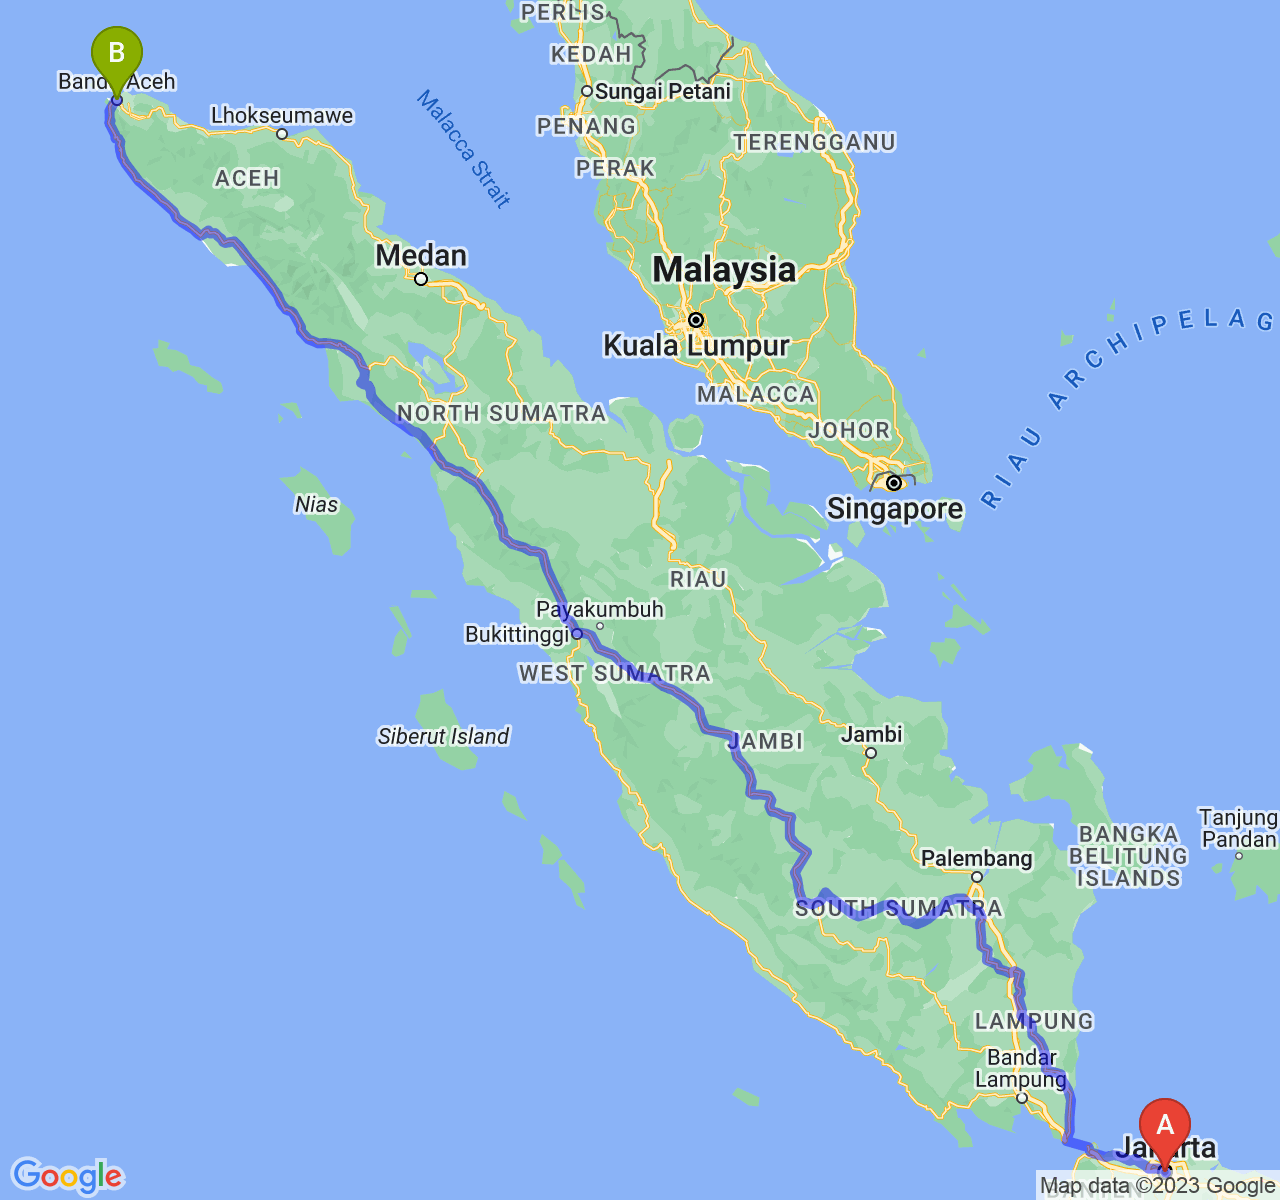 PERLIS
B
KEDAH
Banda Aceh
Sungai Petani
Lhokseumawe
Malacca Strait
PENANG
TERENGGANU
PERAK
ACEH
Medan
Malaysia
RIAU ARCHIPELAG
Kuala Lumpur
MALACCA
NORTH SUMATRA
JOHOR
Nias
Singapore
RIAU
Payakumbuh
Bukittinggi
WEST SUMATRA
Siberut Island
JAMBI
Jambi
Tanjung
Pandan
BANGKA
BELITUNG
ISLANDS
Palembang
SOUTH SUMATRA
LAMPUNG
Bandar
Lampung
A
Jakarta
BANTEN
Google
Map data ©2023 Google